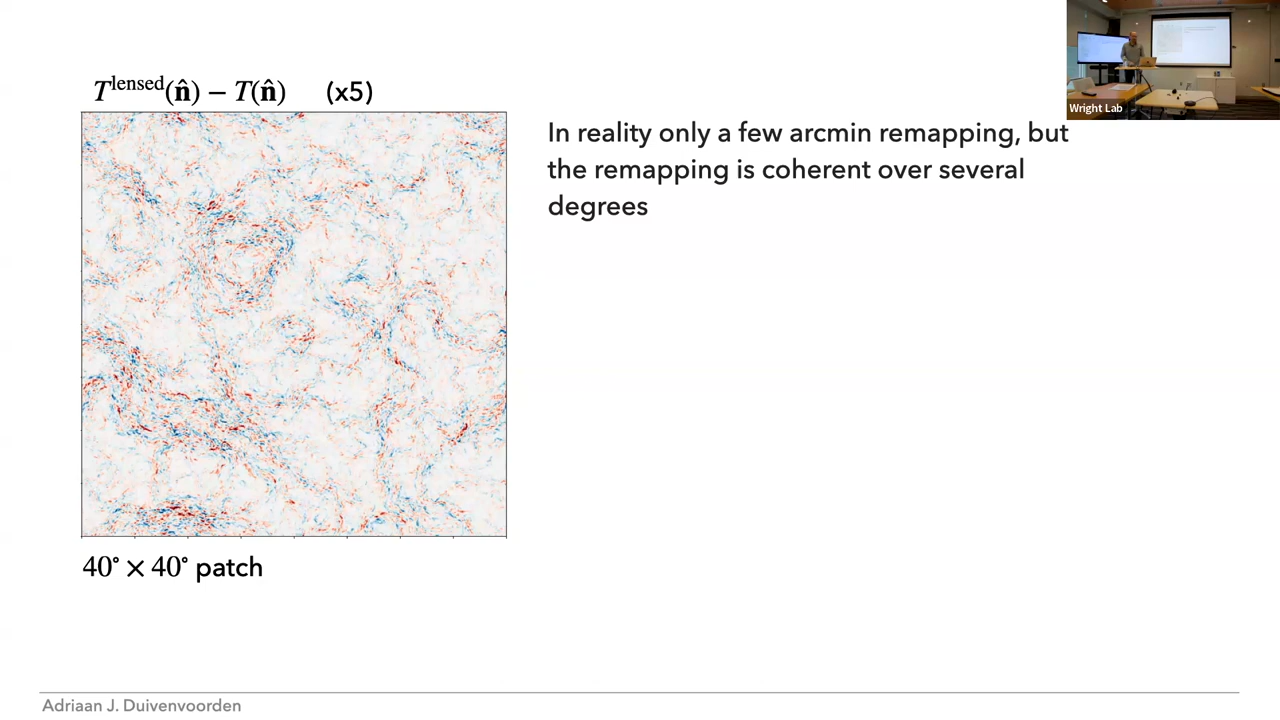 T^lensed(n̂) − T(n̂) (x5)
In reality only a few arcmin remapping, but
the remapping is coherent over several
degrees
Wright Lab
40° × 40° patch
Adriaan J. Duivenvoorden